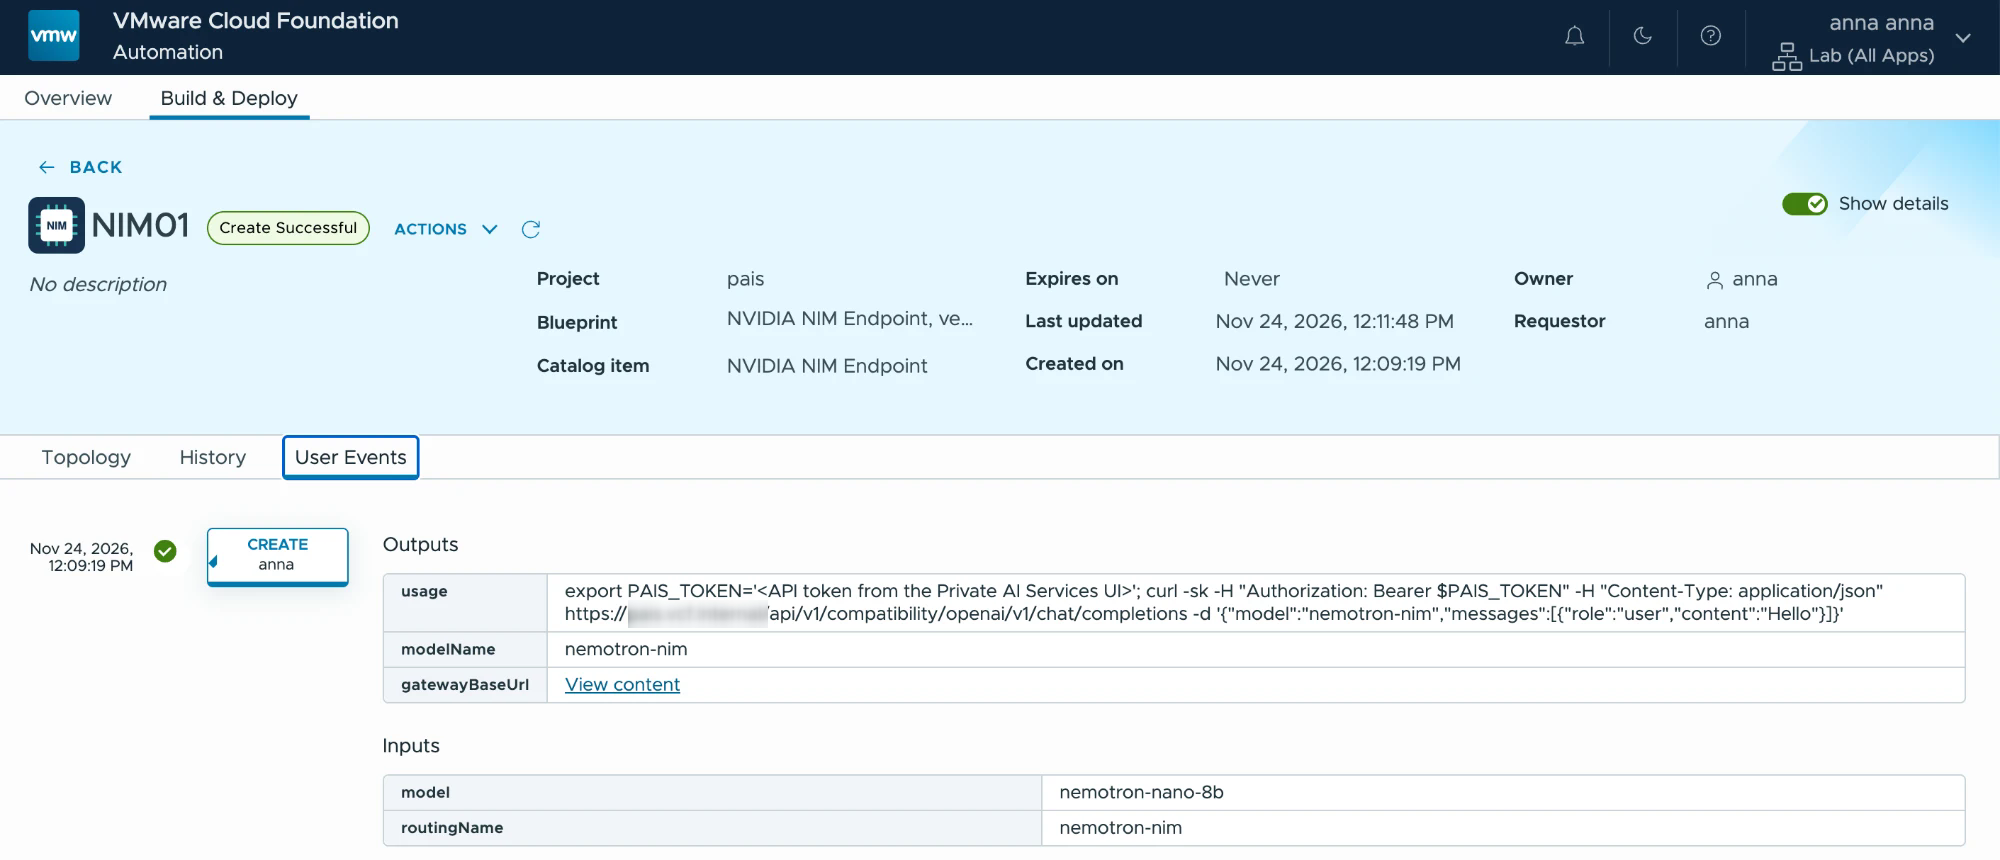 vmw
VMware Cloud Foundation
Automation
anna anna
Lab (All Apps)
Overview
Build & Deploy
BACK
NIM
NIM01
Create Successful
ACTIONS
Show details
No description
Project
pais
Blueprint
NVIDIA NIM Endpoint, ve...
Catalog item
NVIDIA NIM Endpoint
Expires on
Never
Last updated
Nov 24, 2026, 12:11:48 PM
Created on
Nov 24, 2026, 12:09:19 PM
Owner
anna
Requestor
anna
Topology
History
User Events
Nov 24, 2026,
12:09:19 PM
CREATE
anna
Outputs
usage
export PAIS_TOKEN='<API token from the Private AI Services UI>'; curl -sk -H "Authorization: Bearer $PAIS_TOKEN" -H "Content-Type: application/json"
https:// /api/v1/compatibility/openai/v1/chat/completions -d '{"model":"nemotron-nim","messages":[{"role":"user","content":"Hello"}]}'
modelName
nemotron-nim
gatewayBaseUrl
View content
Inputs
model
nemotron-nano-8b
routingName
nemotron-nim